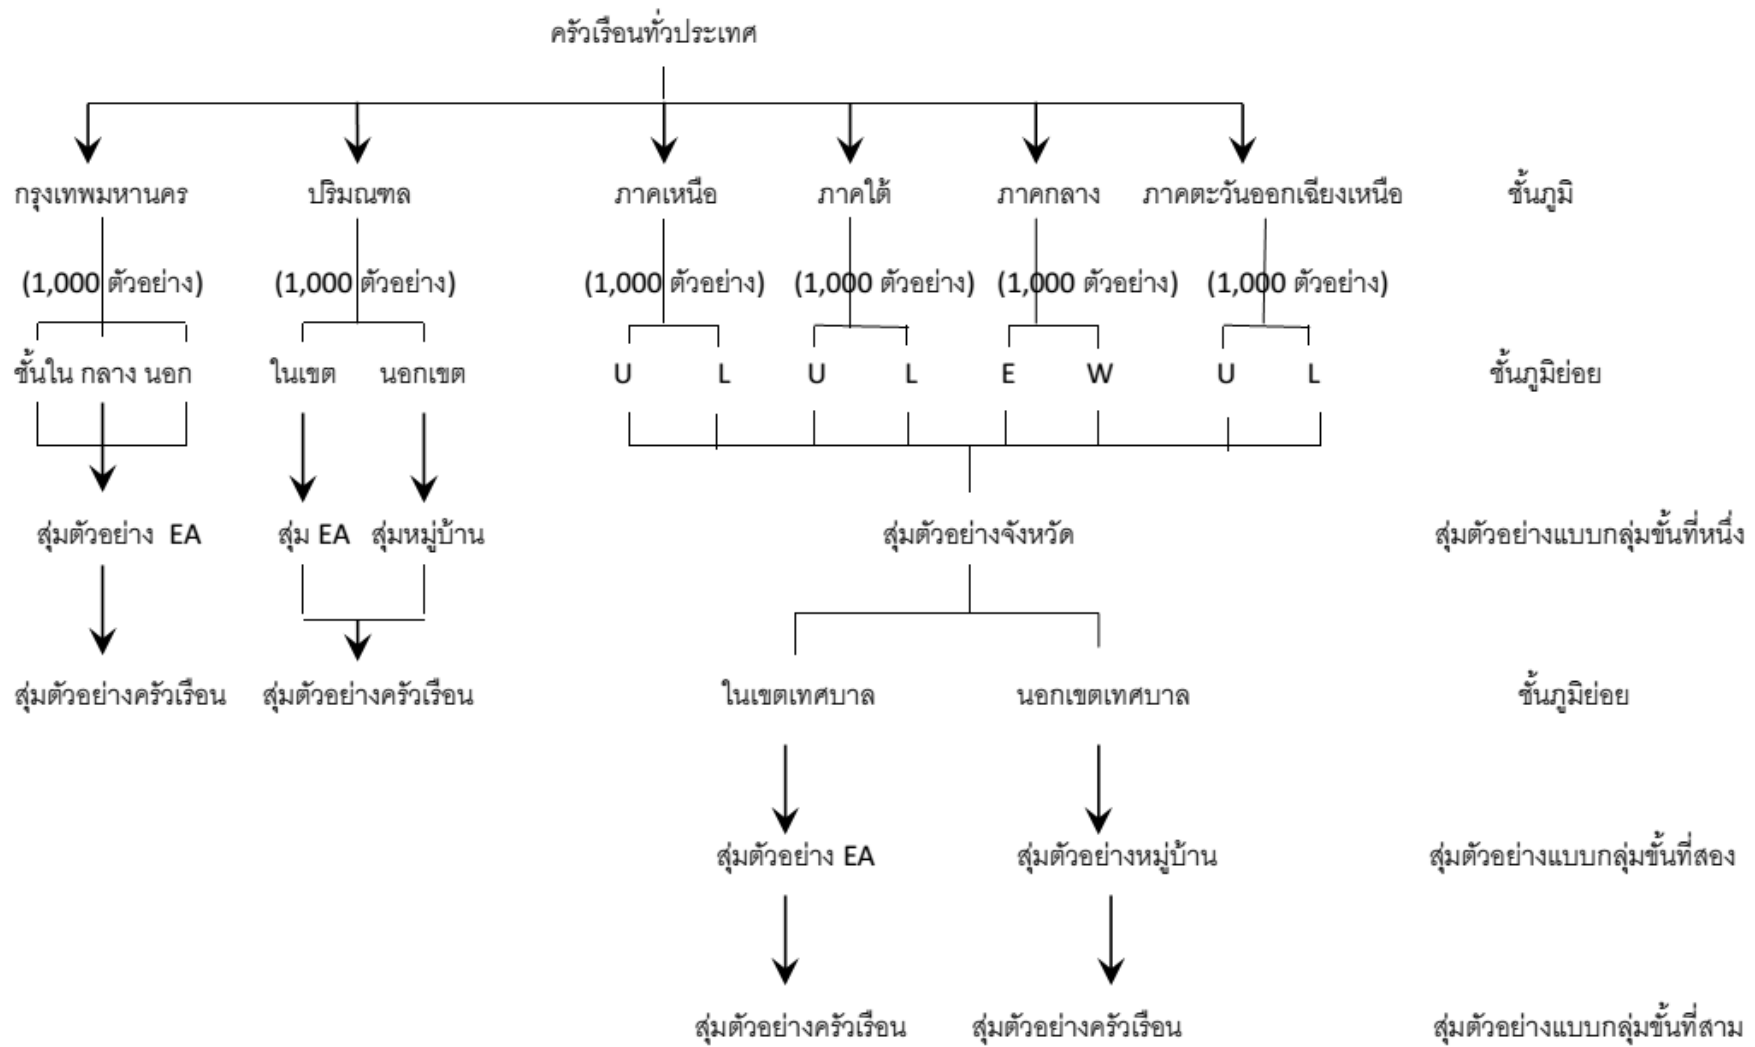 ครัวเรือนทั่วประเทศ
กรุงเทพมหานคร ปริมณฑล ภาคเหนือ ภาคใต้ ภาคกลาง ภาคตะวันออกเฉียงเหนือ ชั้นภูมิ
(1,000 ตัวอย่าง) (1,000 ตัวอย่าง) (1,000 ตัวอย่าง) (1,000 ตัวอย่าง) (1,000 ตัวอย่าง) (1,000 ตัวอย่าง)
ชั้นใน กลาง นอก ในเขต นอกเขต U L U L E W U L ชั้นภูมิย่อย
สุ่มตัวอย่าง EA สุ่ม EA สุ่มหมู่บ้าน สุ่มตัวอย่างจังหวัด สุ่มตัวอย่างแบบกลุ่มขั้นที่หนึ่ง
สุ่มตัวอย่างครัวเรือน สุ่มตัวอย่างครัวเรือน ในเขตเทศบาล นอกเขตเทศบาล ชั้นภูมิย่อย
สุ่มตัวอย่าง EA สุ่มตัวอย่างหมู่บ้าน สุ่มตัวอย่างแบบกลุ่มขั้นที่สอง
สุ่มตัวอย่างครัวเรือน สุ่มตัวอย่างครัวเรือน สุ่มตัวอย่างแบบกลุ่มขั้นที่สาม